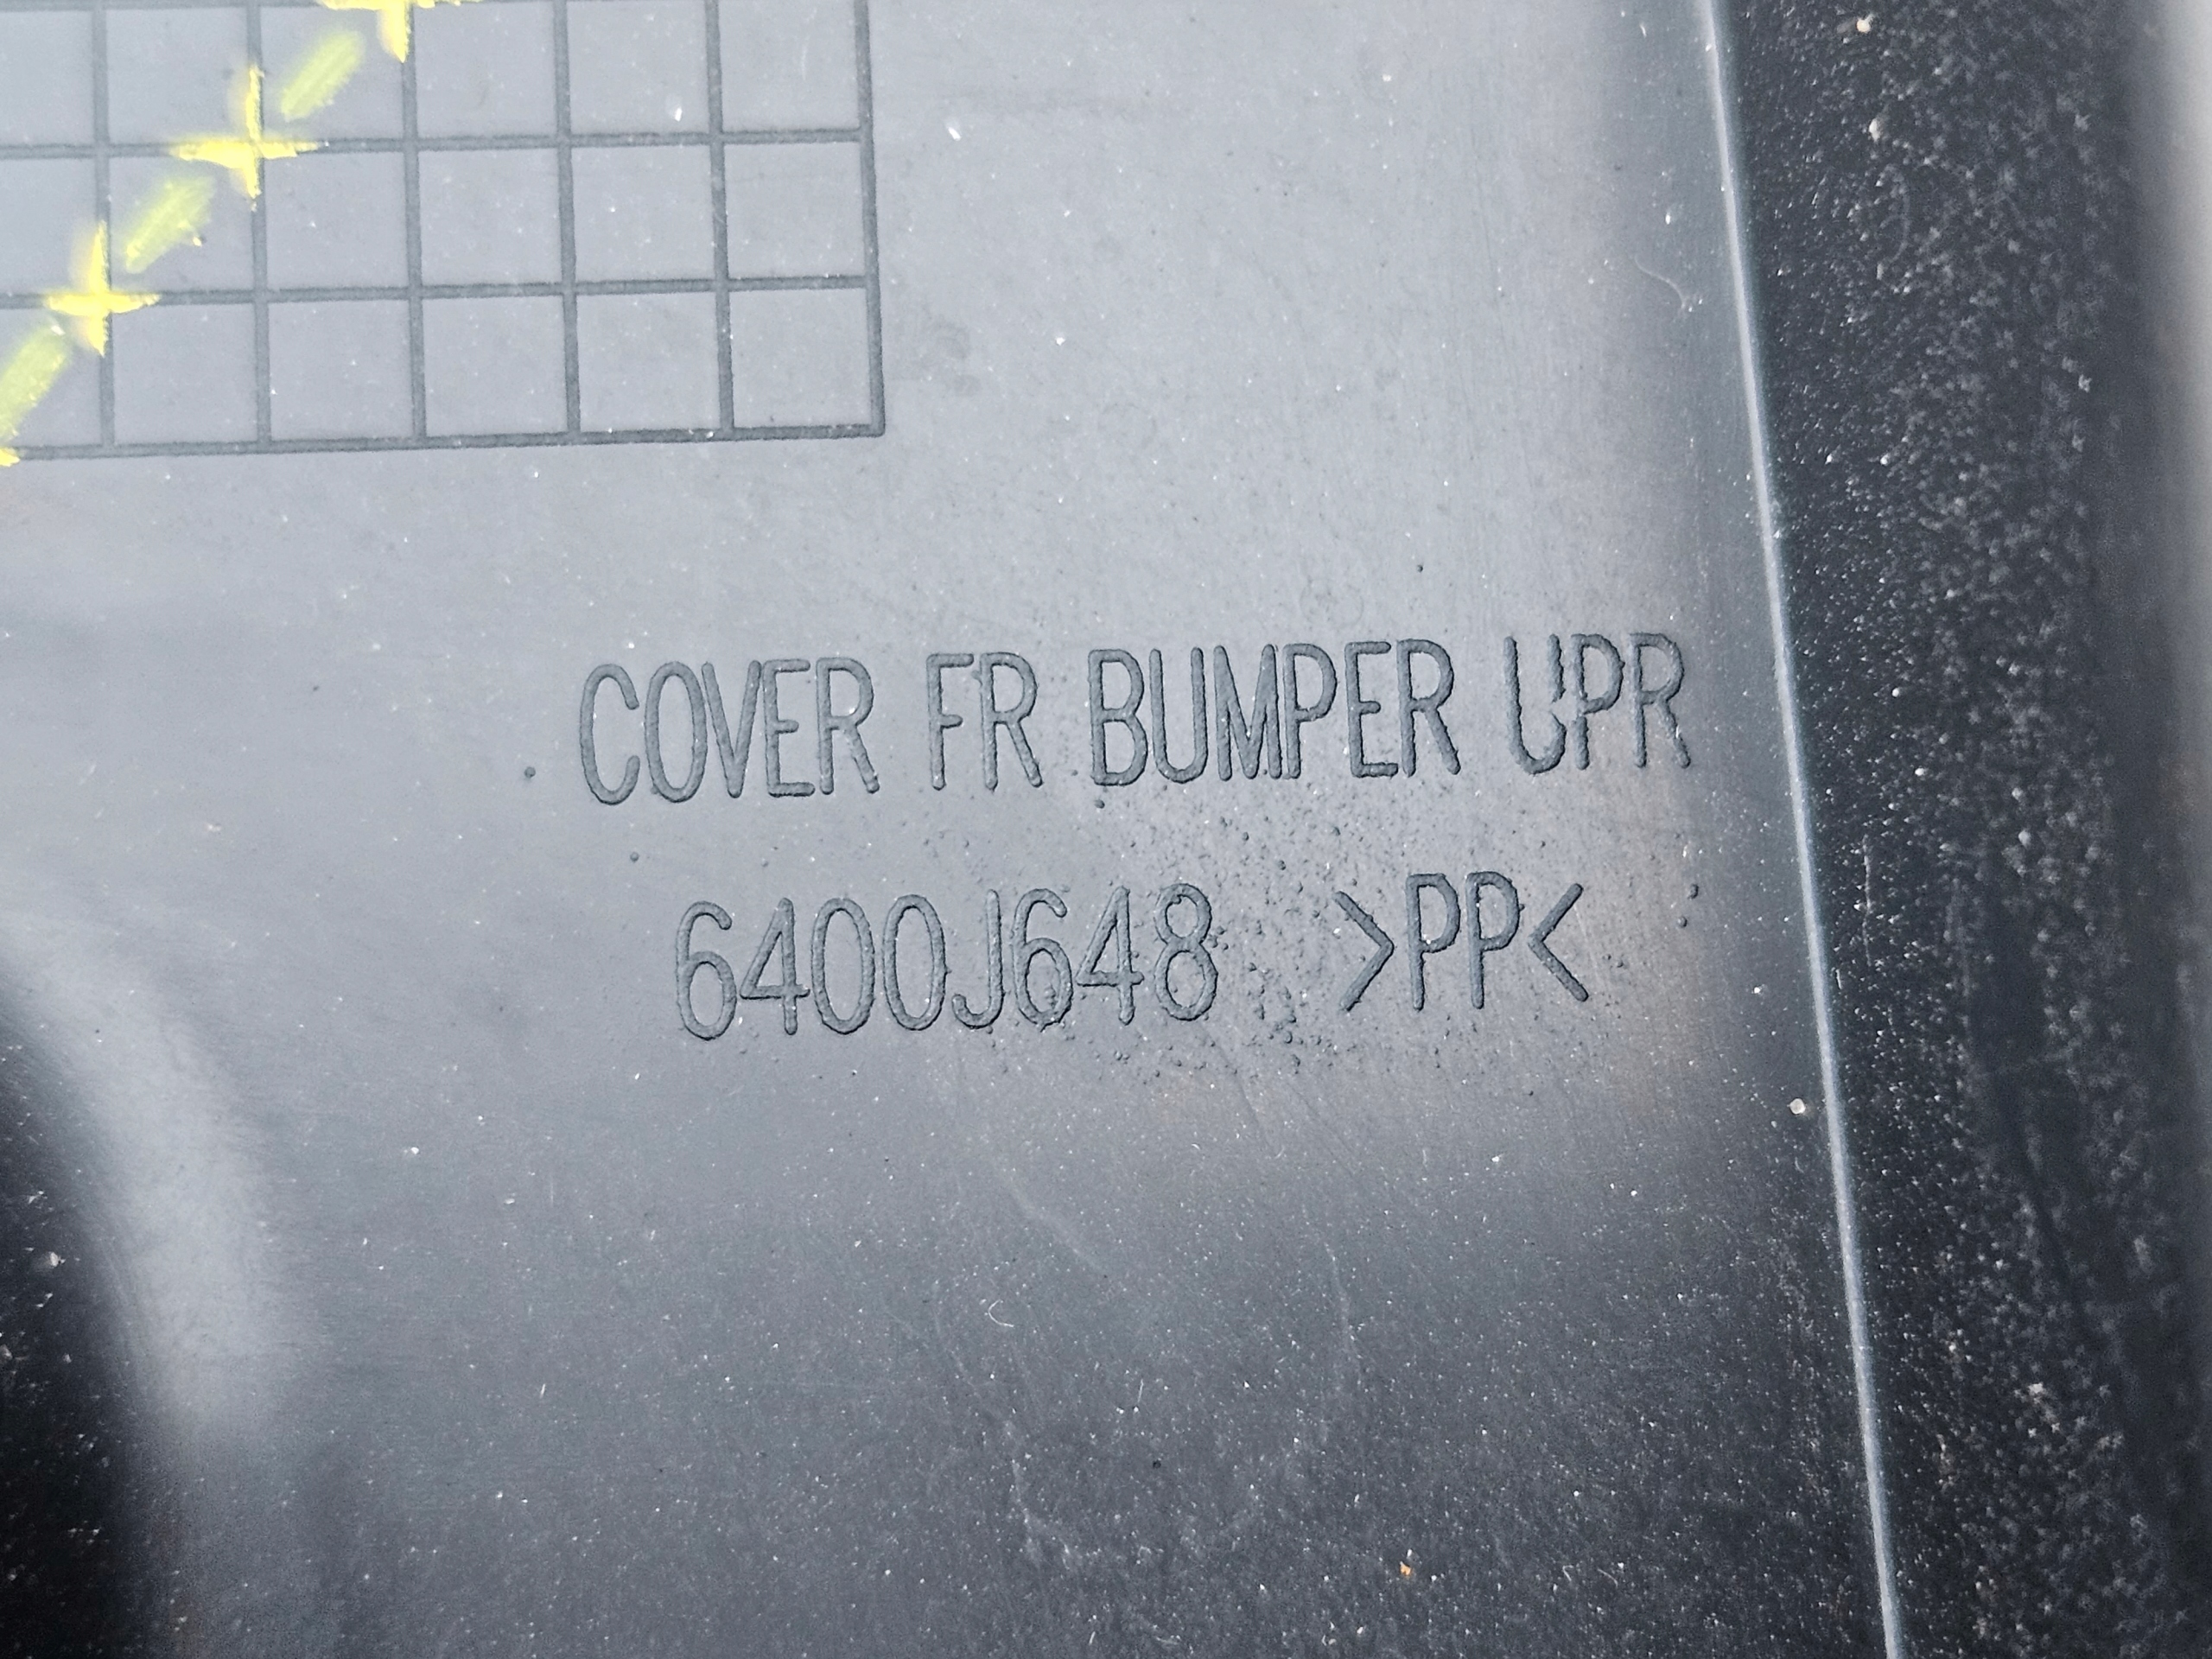 COVER FR BUMPER UPR
6400J648 >PP<